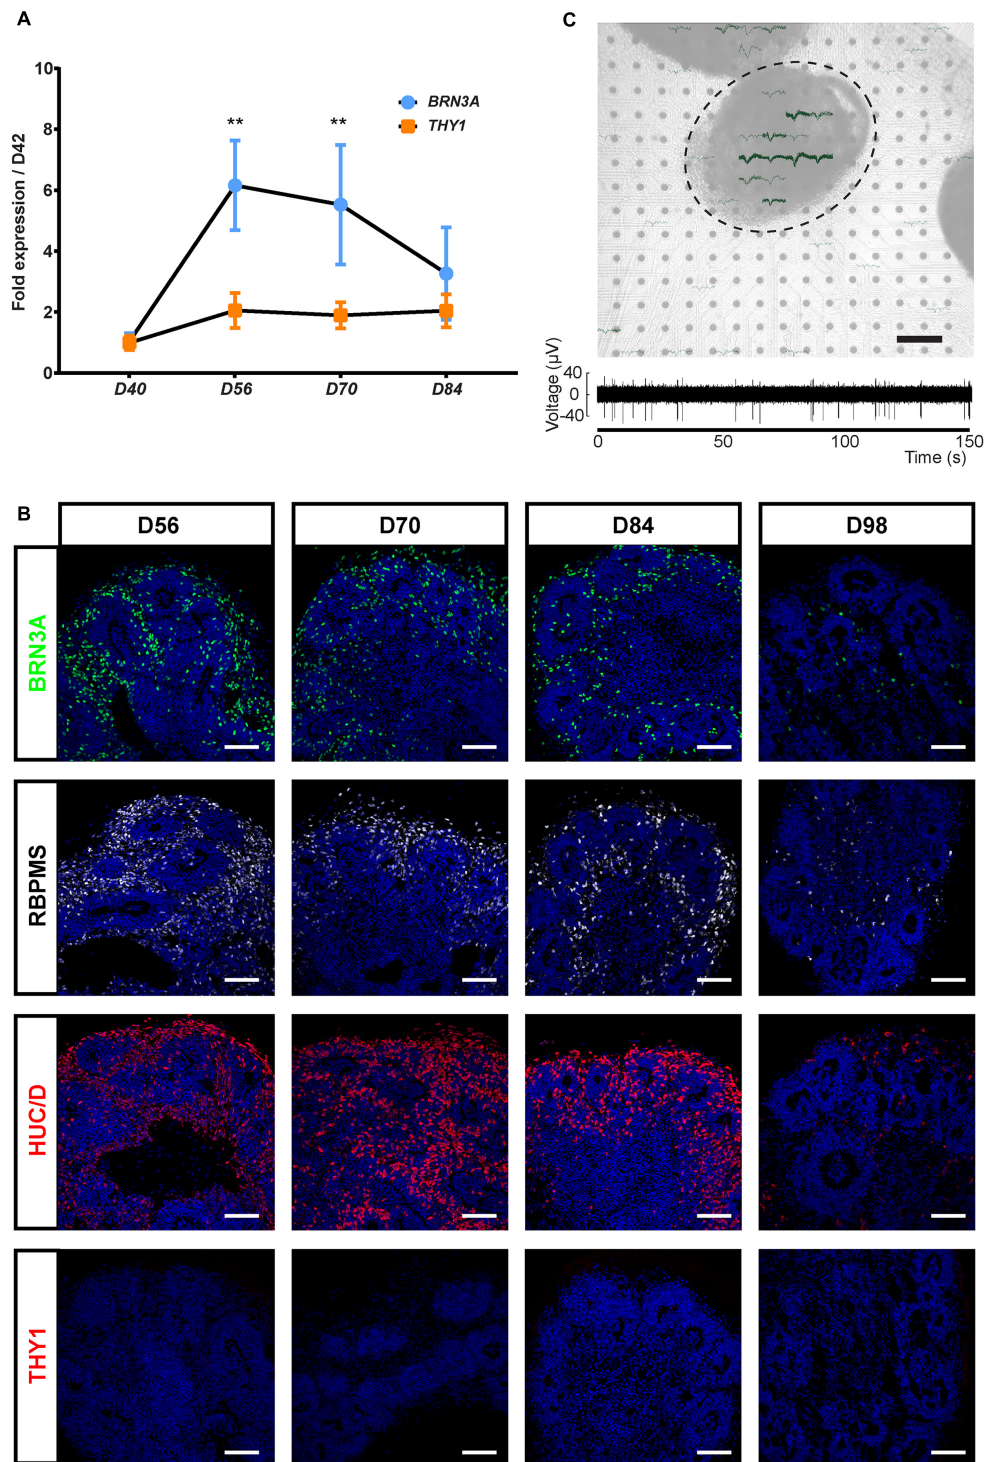 A
Fold expression / D42
10
8
6
4
2
0
** **
BRN3A
THY1
D40 D56 D70 D84
C
Voltage (µV)
40
0
-40
0 50 100 150
Time (s)
B
D56 D70 D84 D98
BRN3A
RBPMS
HUC/D
THY1